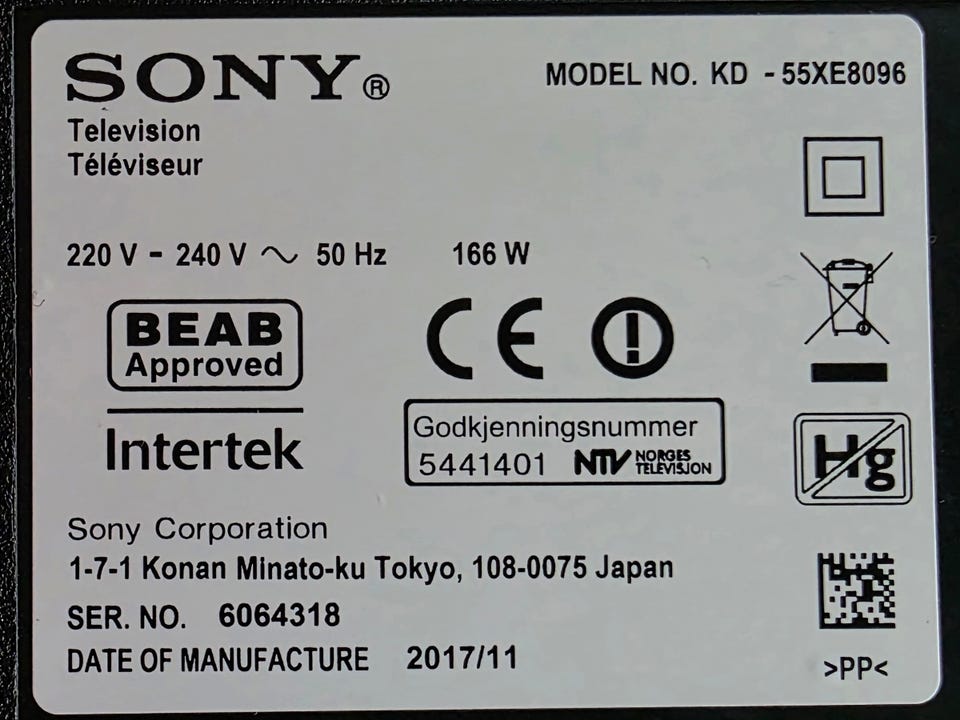 SONY®
MODEL NO. KD - 55XE8096
Television
Téléviseur
220 V - 240 V ~ 50 Hz 166 W
BEAB
Approved
Intertek
CE
Godkjenningsnummer
5441401 NTV NORGES TELEVISJON
Hg
Sony Corporation
1-7-1 Konan Minato-ku Tokyo, 108-0075 Japan
SER. NO. 6064318
DATE OF MANUFACTURE 2017/11
>PP<